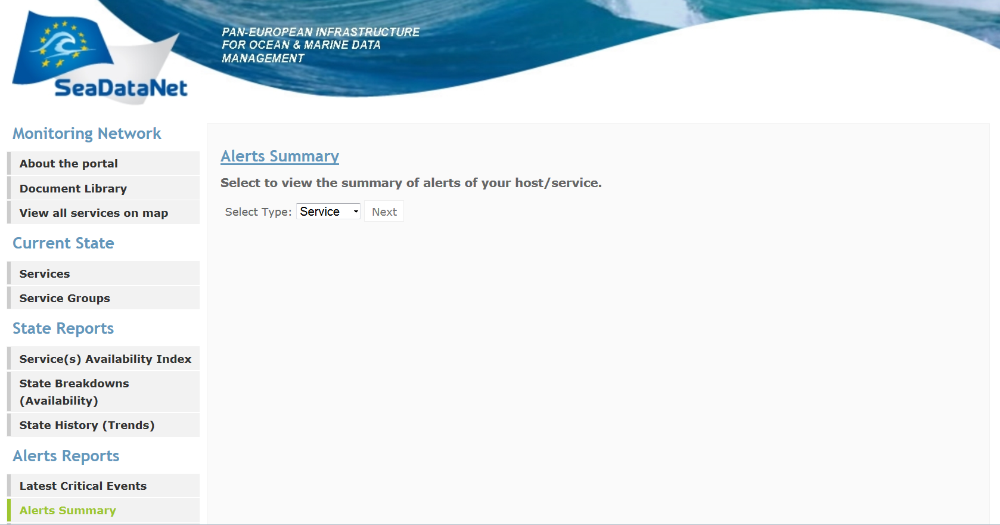 PAN-EUROPEAN INFRASTRUCTURE
FOR OCEAN & MARINE DATA
MANAGEMENT
SeaDataNet
Monitoring Network
About the portal
Document Library
View all services on map
Current State
Services
Service Groups
State Reports
Service(s) Availability Index
State Breakdowns
(Availability)
State History (Trends)
Alerts Reports
Latest Critical Events
Alerts Summary
Alerts Summary
Select to view the summary of alerts of your host/service.
Select Type: Service Next